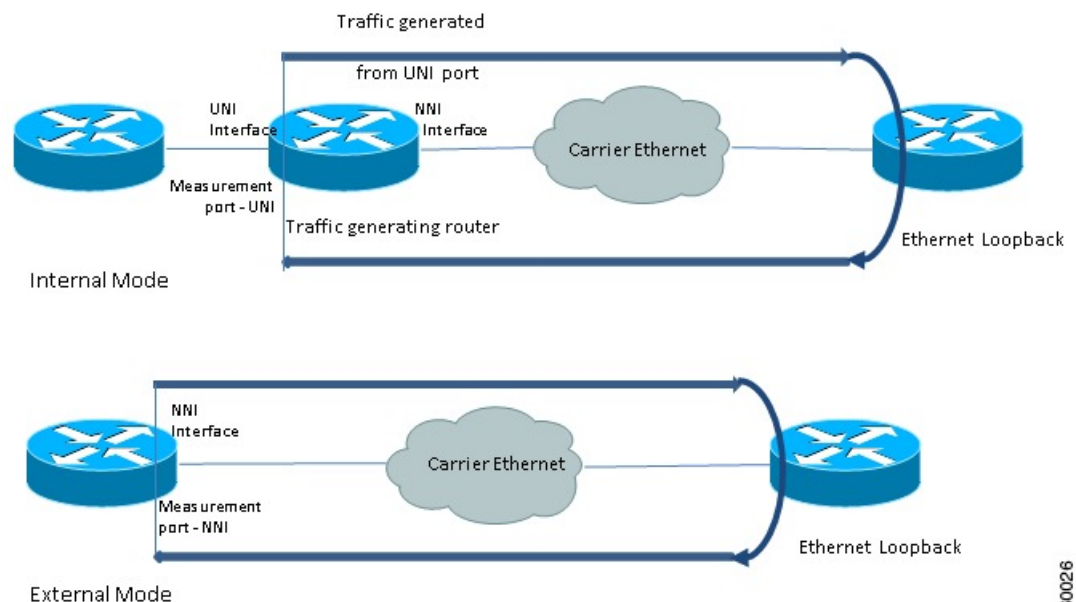 Traffic generated
from UNI port
UNI
Interface
NNI
Interface
Carrier Ethernet
Measurement
port - UNI
Traffic generating router
Ethernet Loopback
Internal Mode
NNI
Interface
Carrier Ethernet
Measurement
port - NNI
Ethernet Loopback
External Mode